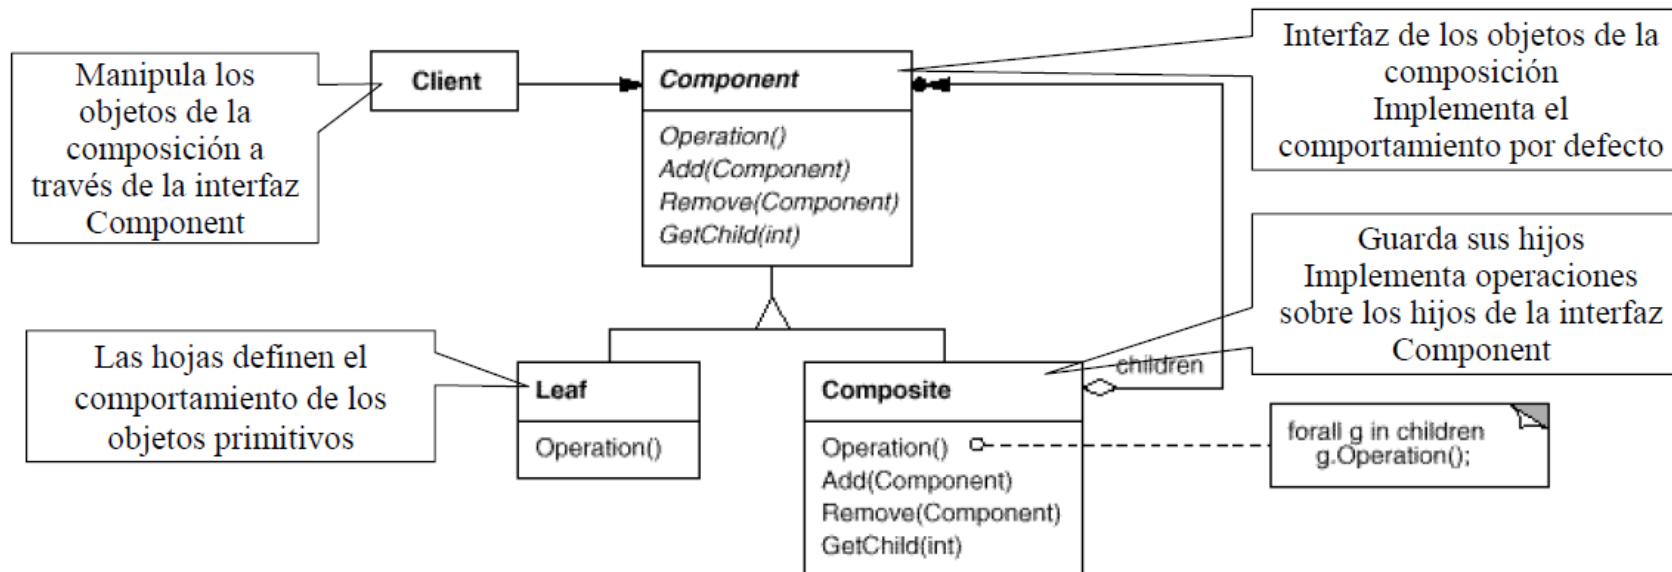 Manipula los
objetos de la
composición a
través de la interfaz
Component
Client
Component
Operation()
Add(Component)
Remove(Component)
GetChild(int)
Interfaz de los objetos de la
composición
Implementa el
comportamiento por defecto
Guarda sus hijos
Implementa operaciones
sobre los hijos de la interfaz
Component
Las hojas definen el
comportamiento de los
objetos primitivos
Leaf
Operation()
Composite
Operation()
Add(Component)
Remove(Component)
GetChild(int)
children
forall g in children
g.Operation();